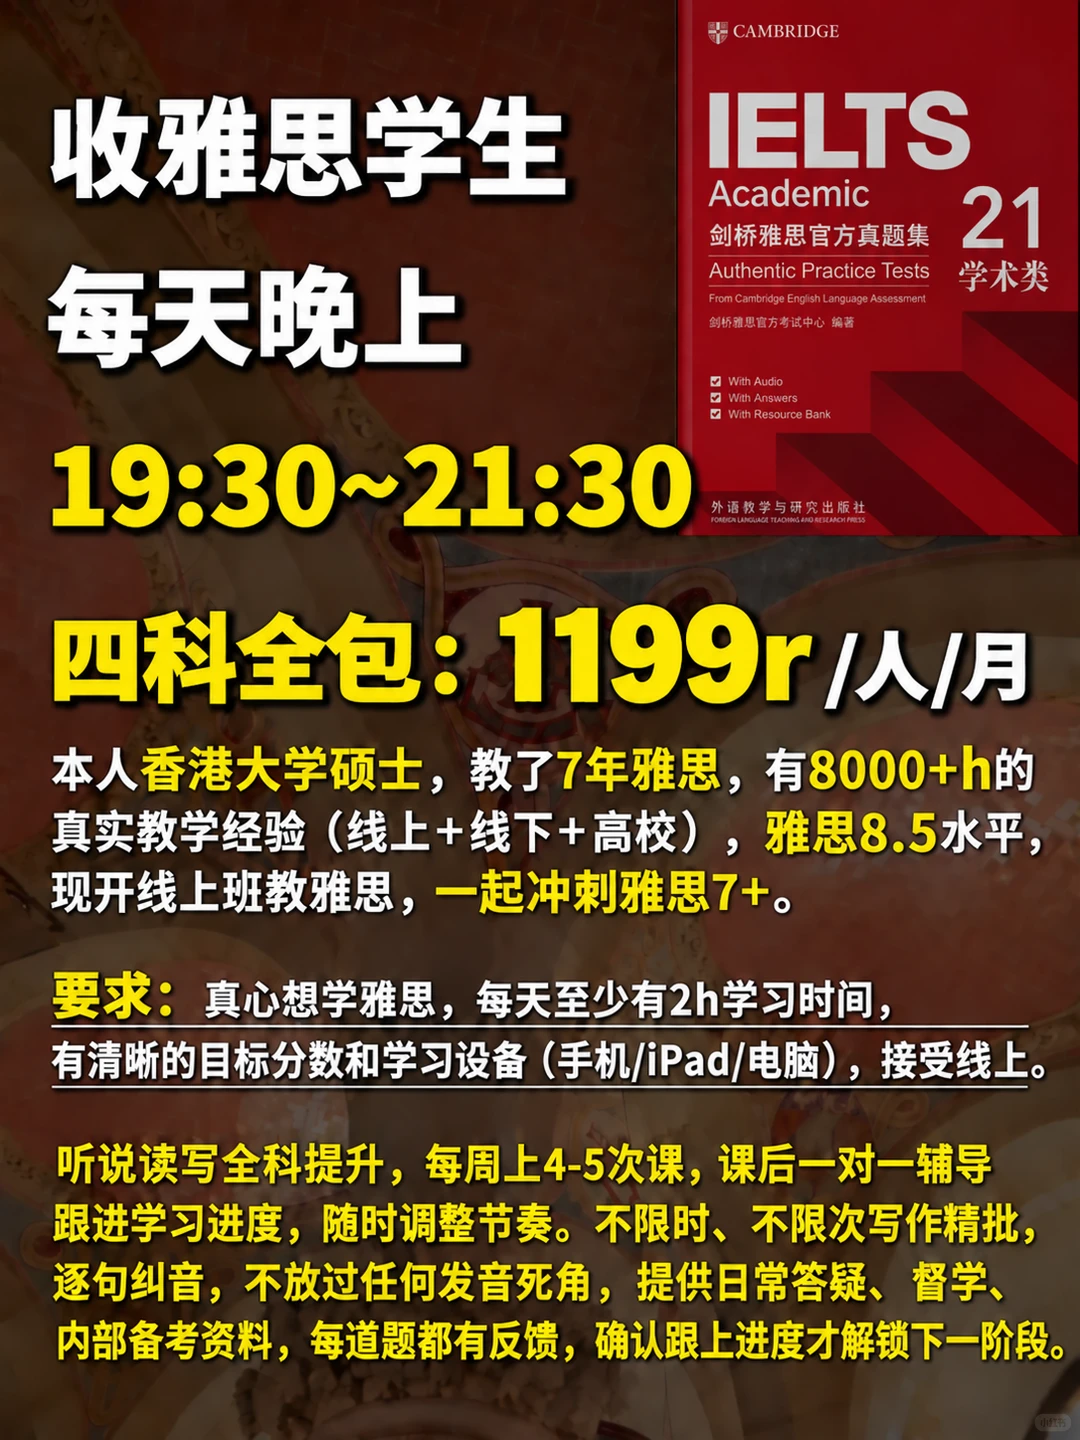 CAMBRIDGE
IELTS
Academic
21
剑桥雅思官方真题集
学术类
Authentic Practice Tests
From Cambridge English Language Assessment
剑桥雅思官方考试中心 编著
With Audio
With Answers
With Resource Bank
外语教学与研究出版社
FOREIGN LANGUAGE TEACHING AND RESEARCH PRESS
收雅思学生
每天晚上
19:30~21:30
四科全包：1199r/人/月
本人香港大学硕士，教了7年雅思，有8000+h的
真实教学经验（线上+线下+高校），雅思8.5水平，
现开线上班教雅思，一起冲刺雅思7+。
要求：真心想学雅思，每天至少有2h学习时间，
有清晰的目标分数和学习设备（手机/iPad/电脑），接受线上。
听说读写全科提升，每周上4-5次课，课后一对一辅导
跟进学习进度，随时调整节奏。不限时、不限次写作精批，
逐句纠音，不放过任何发音死角，提供日常答疑、督学、
内部备考资料，每道题都有反馈，确认跟上进度才解锁下一阶段。
小红书